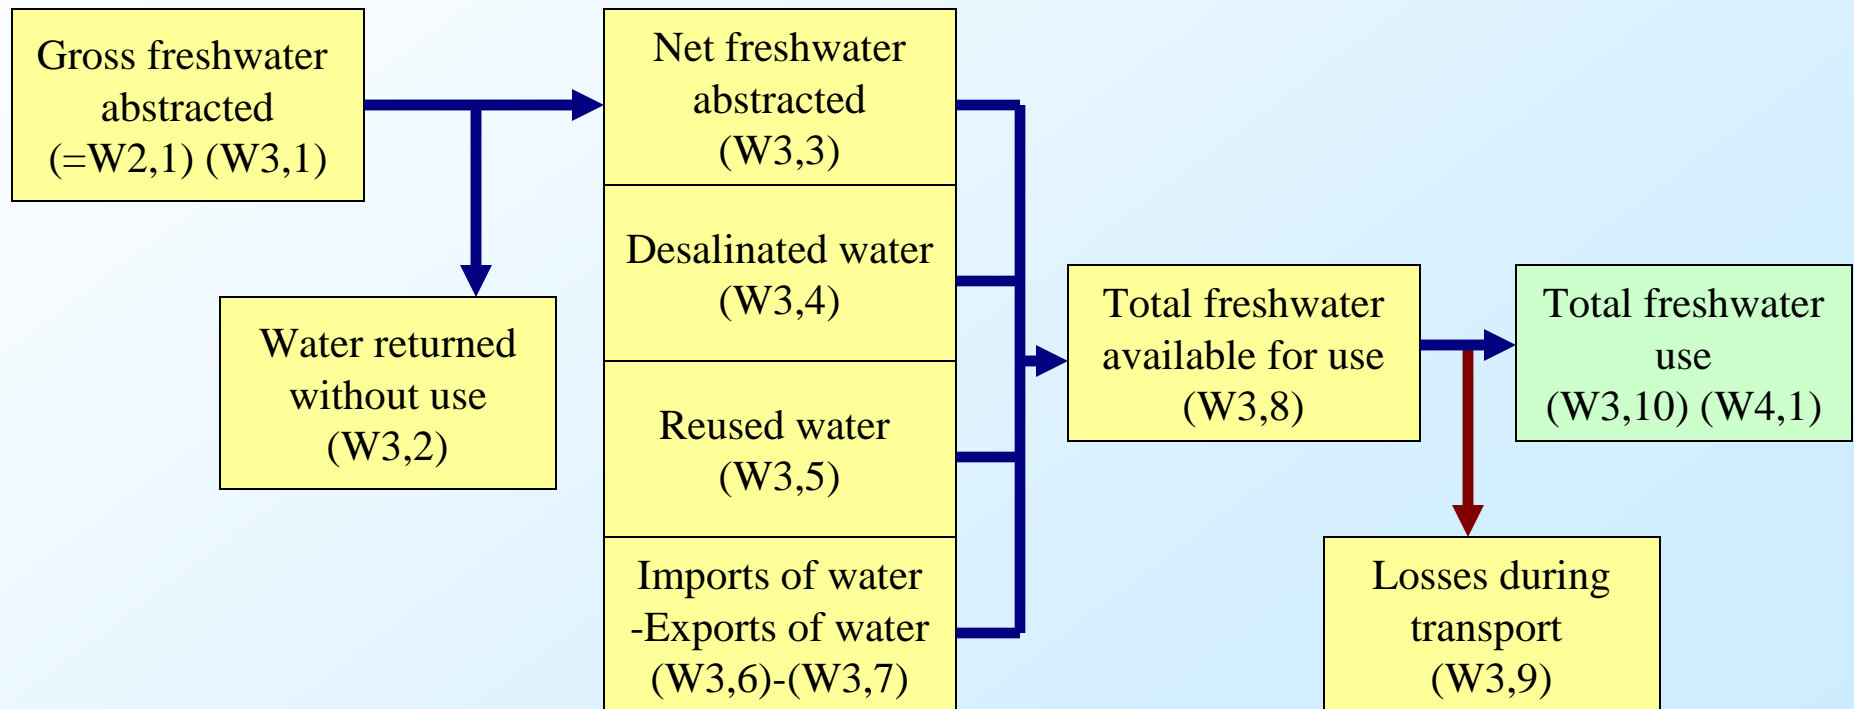 Gross freshwater
abstracted
(=W2,1) (W3,1)
Water returned
without use
(W3,2)
Net freshwater
abstracted
(W3,3)
Desalinated water
(W3,4)
Reused water
(W3,5)
Imports of water
-Exports of water
(W3,6)-(W3,7)
Total freshwater
available for use
(W3,8)
Total freshwater
use
(W3,10) (W4,1)
Losses during
transport
(W3,9)